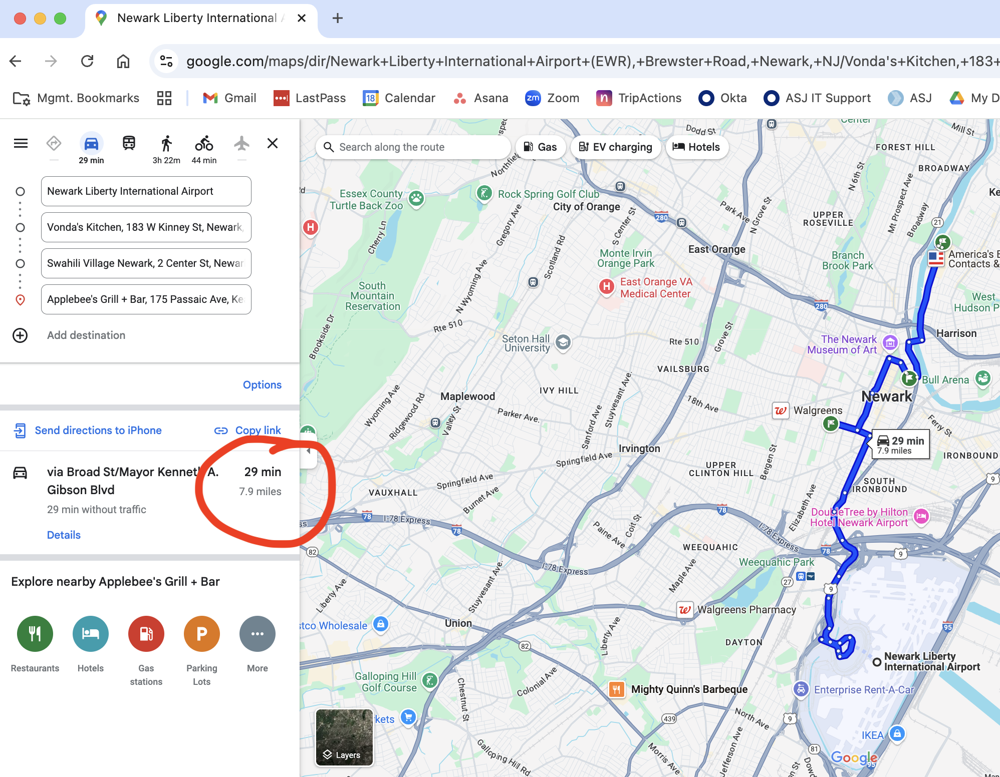 Newark Liberty International A
google.com/maps/dir/Newark+Liberty+International+Airport+(EWR),+Brewster+Road,+Newark,+NJ/Vonda's+Kitchen,+183+
Mgmt. Bookmarks
Gmail
LastPass
18
Calendar
Asana
zm
Zoom
n
TripActions
Okta
ASJ IT Support
ASJ
My D
29 min
3h 22m
44 min
Newark Liberty International Airport
Vonda's Kitchen, 183 W Kinney St, Newark,
Swahili Village Newark, 2 Center St, Newar
Applebee's Grill + Bar, 175 Passaic Ave, Ke
Add destination
Options
Send directions to iPhone
Copy link
via Broad St/Mayor Kenneth A.
Gibson Blvd
29 min
7.9 miles
29 min without traffic
Details
Explore nearby Applebee's Grill + Bar
Restaurants
Hotels
Gas
stations
P
Parking
Lots
More
Search along the route
Gas
EV charging
Hotels
Dodd St
Center
Mill St
FOREST HILL
BROADWAY
N 6th St
Mt Prospect Ave
Broadway
21
Ke
Northfiel
Essex County
Turtle Back Zoo
Rock Spring Golf Club
City of Orange
280
Park Ave
N Grove St
UPPER
ROSEVILLE
H
Cherry Ln
Gregory Ave
S Center St
Scotland Rd
Monte Irvin
Orange Park
East Orange
Branch
Brook Park
America's B
Contacts &
N Wyoming Ave
H
East Orange VA
Medical Center
South
Mountain
Reservation
280
West
Hudson P
Brookside Dr
Rte 510
Seton Hall
University
Rte 510
Grove St
The Newark
Museum of Art
Harrison
VAILSBURG
Bull Arena
Stuyvesant Ave.
IVY HILL
Maplewood
Wyoming Ave
Ridgewood Rd
Valley St
Parker Ave.
Sanford Ave
18th Ave
Newark
Walgreens
Ferry St
29 min
7.9 miles
Irvington
Springfield Ave
Bergen St
IRONBOUND
UPPER
CLINTON HILL
SOUTH
IRONBOUND
9
Springfield Ave
VAUXHALL
Burnet Ave
Elizabeth Ave
78
I-78 Express
78
78
DoubleTree by Hilton
Hotel Newark Airport
Paine Ave
Coit St
I-78 Express
WEEQUAHIC
78
9
82
I-78 Express
Weequahic Park
Maple Ave
27
9
Liberty Ave
Stuyvesant Ave.
Walgreens Pharmacy
stco Wholesale
Union
Liberty Ave
95
DAYTON
82
Newark Liberty
International Airport
Galloping Hill
Golf Course
Chestnut St
Colonial Ave
Mighty Quinn's Barbeque
Enterprise Rent-A-Car
North Ave
439
9
rkets
IKEA
Layers
Galloping Hill Rd
Morris Ave
Jefferson Ave
81
Google
95